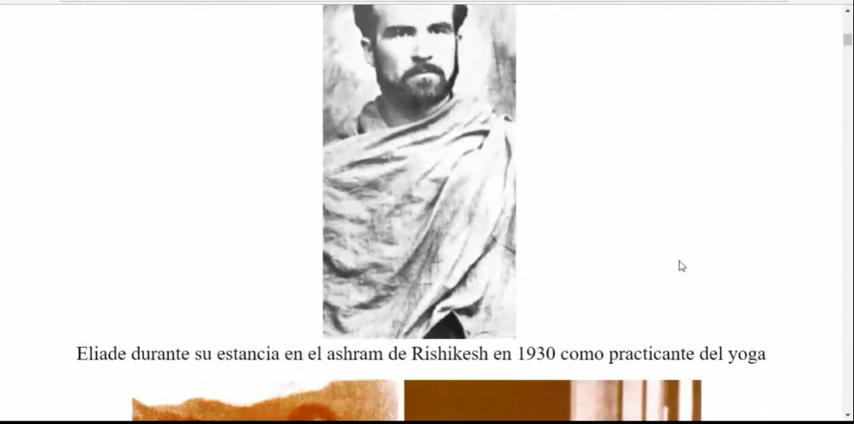 Eliade durante su estancia en el ashram de Rishikesh en 1930 como practicante del yoga